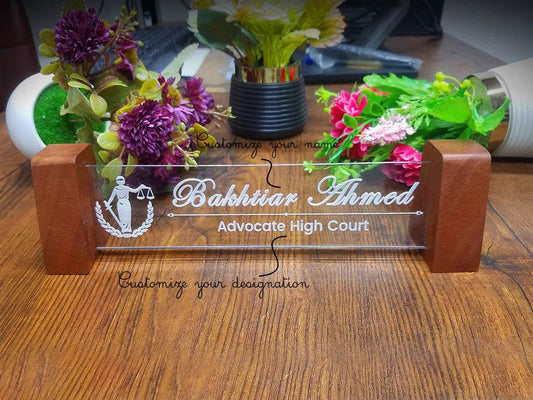 Customize your name
Bakhtiar Ahmed
Advocate High Court
Customize your designation